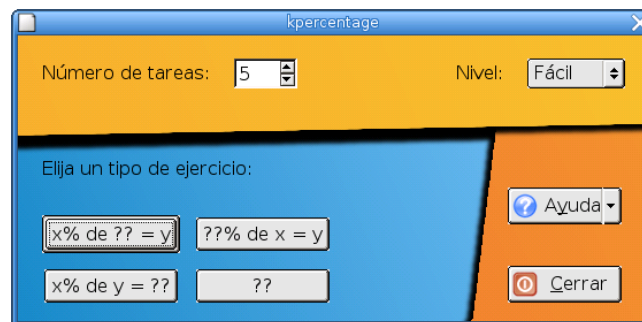 kpercentage
Número de tareas: 5 Nivel: Fácil
Elija un tipo de ejercicio:
x% de ?? = y ??% de x = y
Ayuda
x% de y = ?? ??
Cerrar